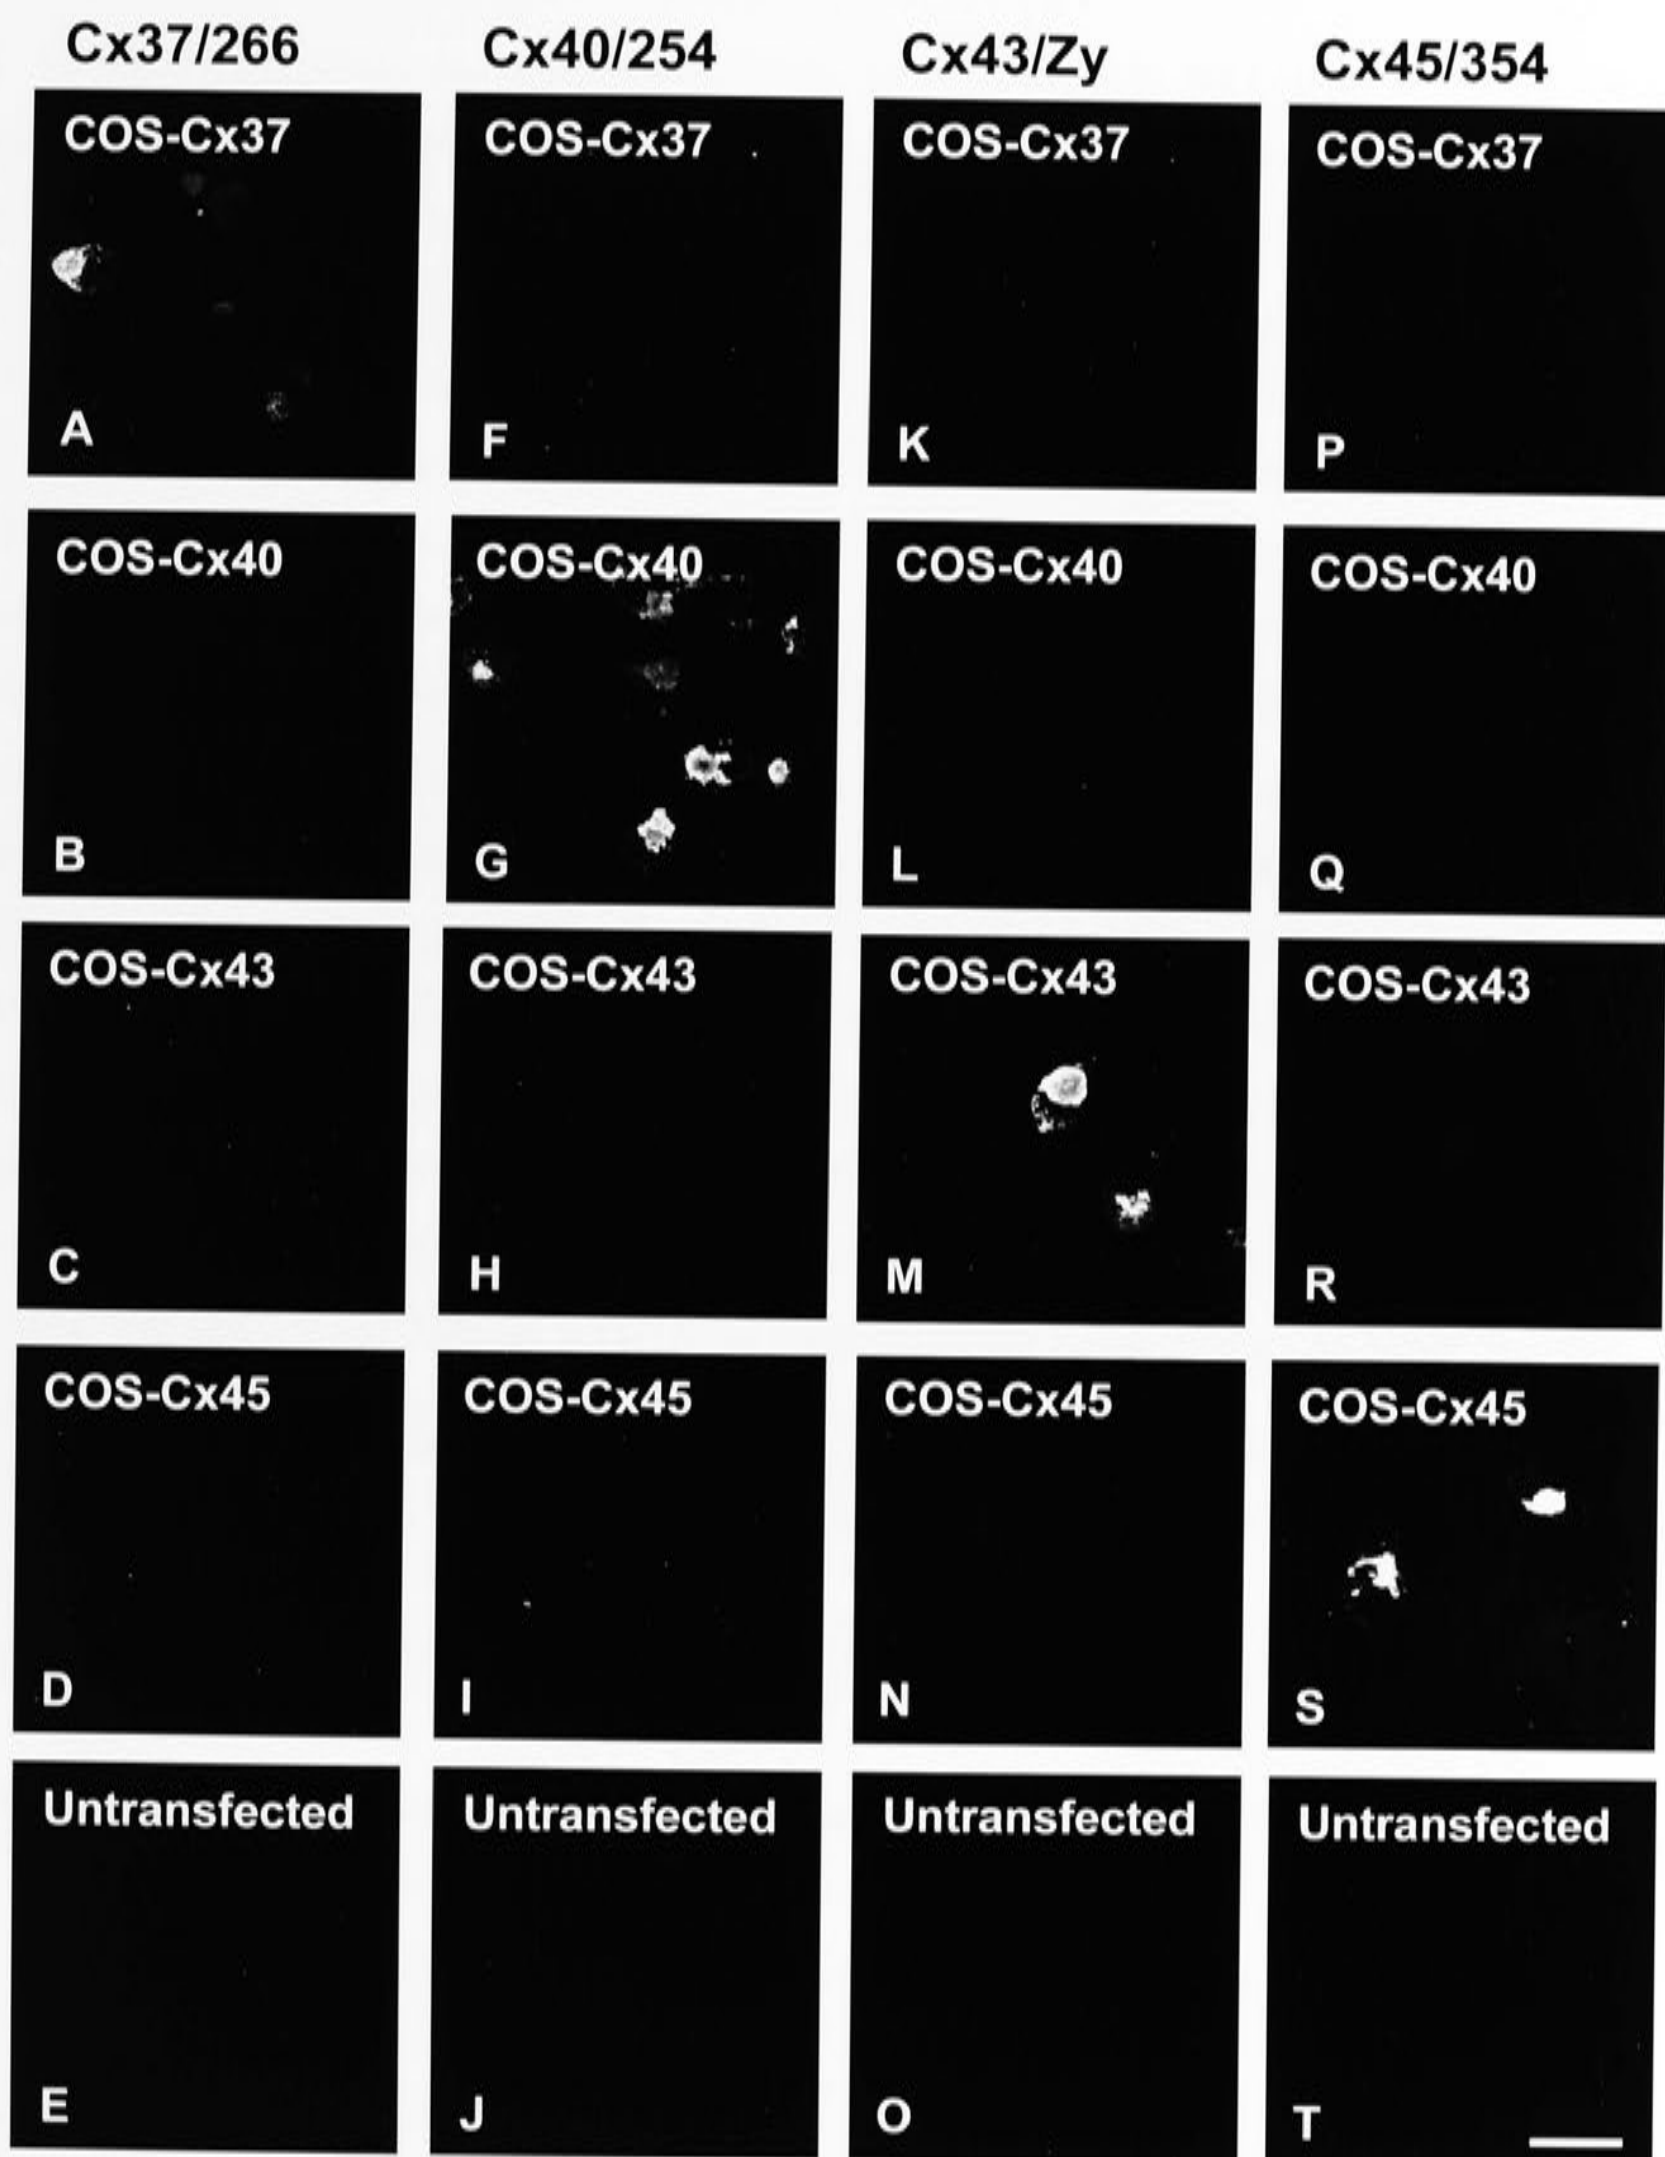 Cx37/266 Cx40/254 Cx43/Zy Cx45/354
COS-Cx37 COS-Cx37 COS-Cx37 COS-Cx37
A F K P
COS-Cx40 COS-Cx40 COS-Cx40 COS-Cx40
B G L Q
COS-Cx43 COS-Cx43 COS-Cx43 COS-Cx43
C H M R
COS-Cx45 COS-Cx45 COS-Cx45 COS-Cx45
D I N S
Untransfected Untransfected Untransfected Untransfected
E J O T